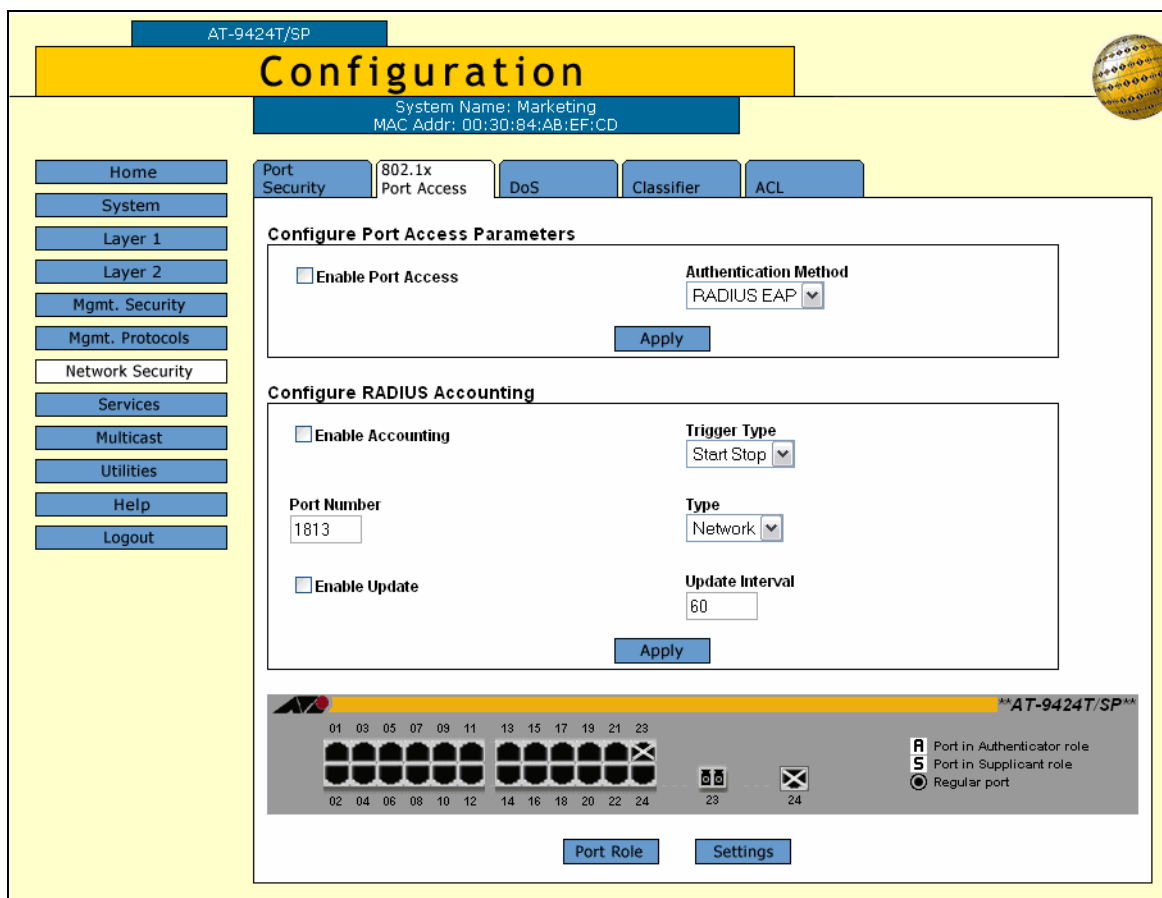 AT-9424T/SP
Configuration
System Name: Marketing
MAC Addr: 00:30:84:AB:EF:CD
Home
System
Layer 1
Layer 2
Mgmt. Security
Mgmt. Protocols
Network Security
Services
Multicast
Utilities
Help
Logout
Port
Security
802.1x
Port Access
DoS
Classifier
ACL
Configure Port Access Parameters
Enable Port Access
Authentication Method
RADIUS EAP
Apply
Configure RADIUS Accounting
Enable Accounting
Trigger Type
Start Stop
Port Number
1813
Type
Network
Enable Update
Update Interval
60
Apply
**AT-9424T/SP**
01 03 05 07 09 11 13 15 17 19 21 23
02 04 06 08 10 12 14 16 18 20 22 24 23 24
A Port in Authenticator role
S Port in Supplicant role
Regular port
Port Role
Settings